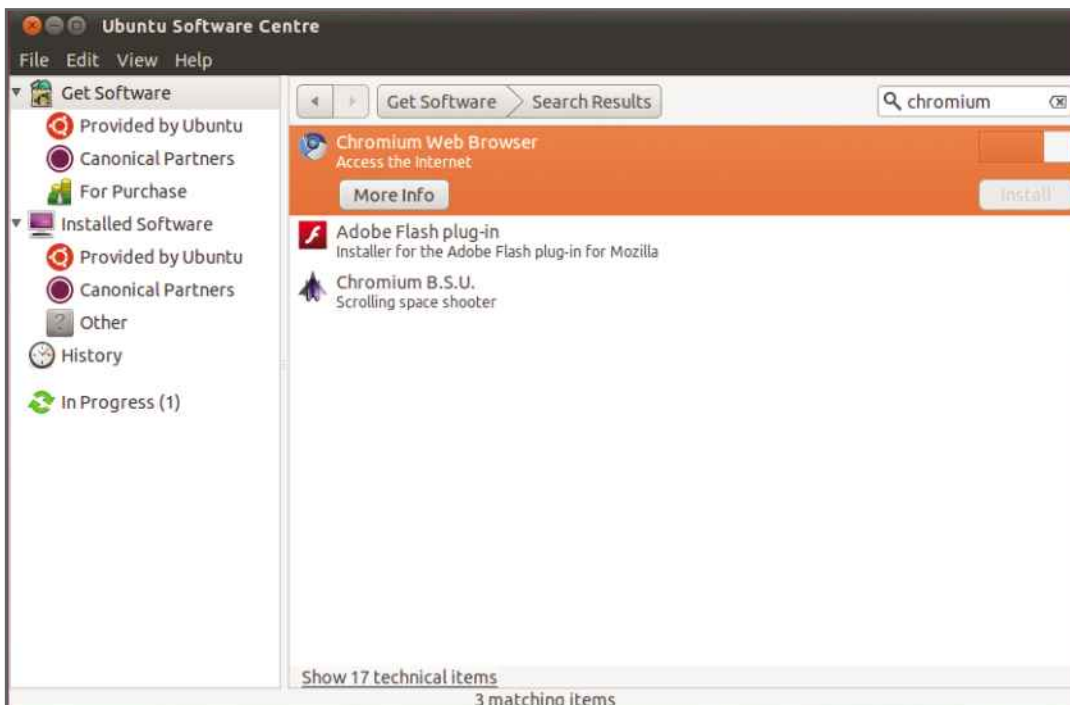 Ubuntu Software Centre
File Edit View Help
Get Software
Provided by Ubuntu
Canonical Partners
For Purchase
Installed Software
Provided by Ubuntu
Canonical Partners
Other
History
In Progress (1)
Get Software Search Results chromium
Chromium Web Browser
Access the Internet
More Info Install
Adobe Flash plug-in
Installer for the Adobe Flash plug-in for Mozilla
Chromium B.S.U.
Scrolling space shooter
Show 17 technical items
3 matching items